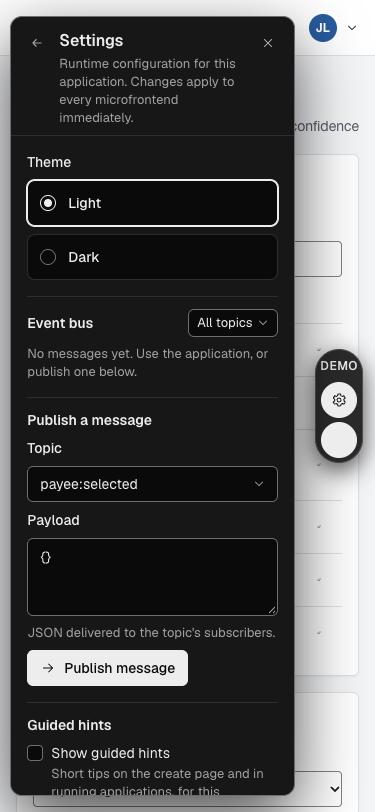 Settings
JL
Runtime configuration for this
application. Changes apply to
every microfrontend
immediately.
confidence
Theme
Light
Dark
Event bus
All topics
No messages yet. Use the application, or
publish one below.
DEMO
Publish a message
Topic
payee:selected
Payload
{}
JSON delivered to the topic's subscribers.
Publish message
Guided hints
Show guided hints
Short tips on the create page and in
running applications, for this